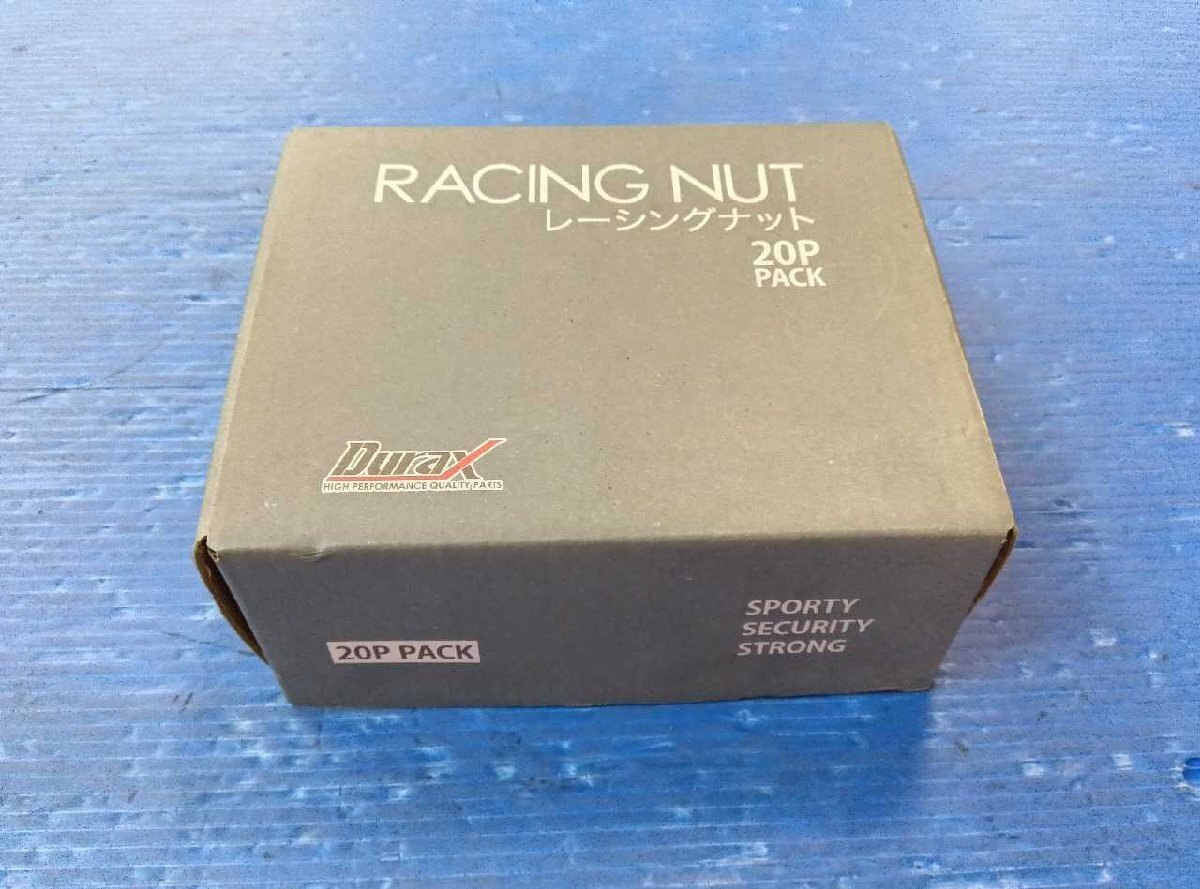 RACING NUT
レーシングナット
20P
PACK
Durax
HIGH PERFORMANCE QUALITY PARTS
20P PACK
SPORTY
SECURITY
STRONG